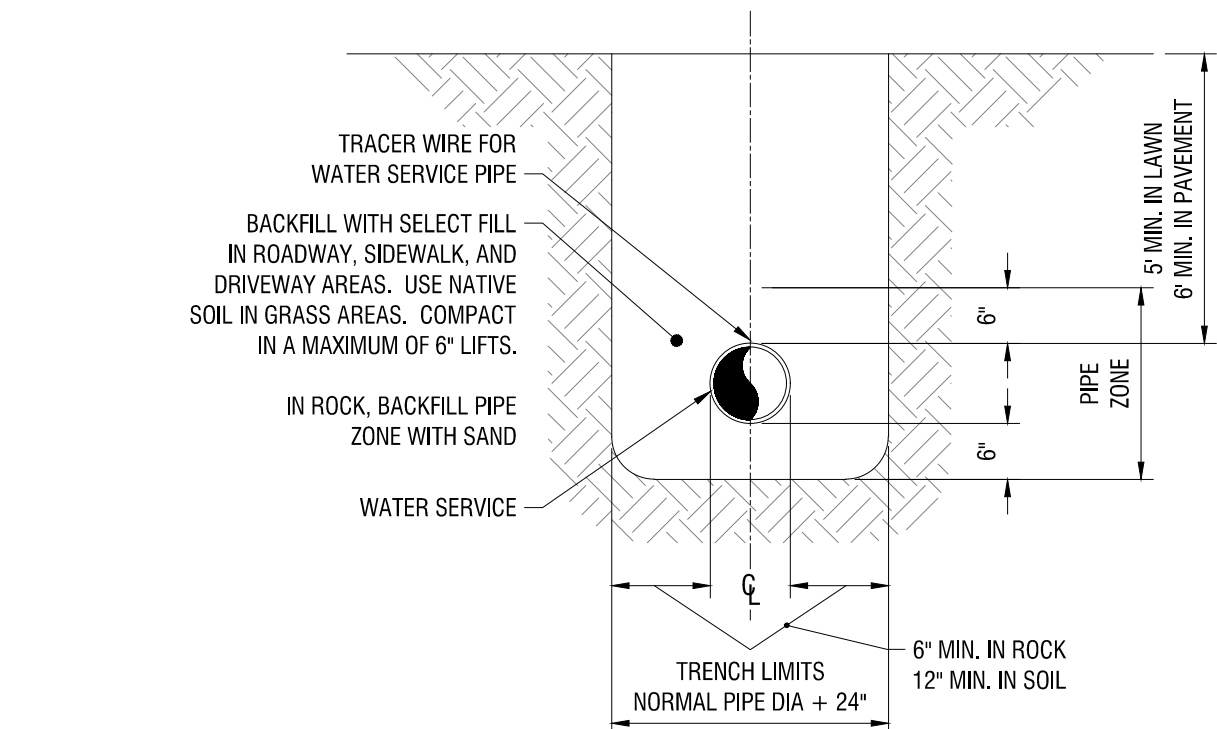 TRACER WIRE FOR
WATER SERVICE PIPE
BACKFILL WITH SELECT FILL
IN ROADWAY, SIDEWALK, AND
DRIVEWAY AREAS. USE NATIVE
SOIL IN GRASS AREAS. COMPACT
IN A MAXIMUM OF 6" LIFTS.
IN ROCK, BACKFILL PIPE
ZONE WITH SAND
WATER SERVICE
5' MIN. IN LAWN
6' MIN. IN PAVEMENT
6"
PIPE
ZONE
6"
CL
6" MIN. IN ROCK
12" MIN. IN SOIL
TRENCH LIMITS
NORMAL PIPE DIA + 24"